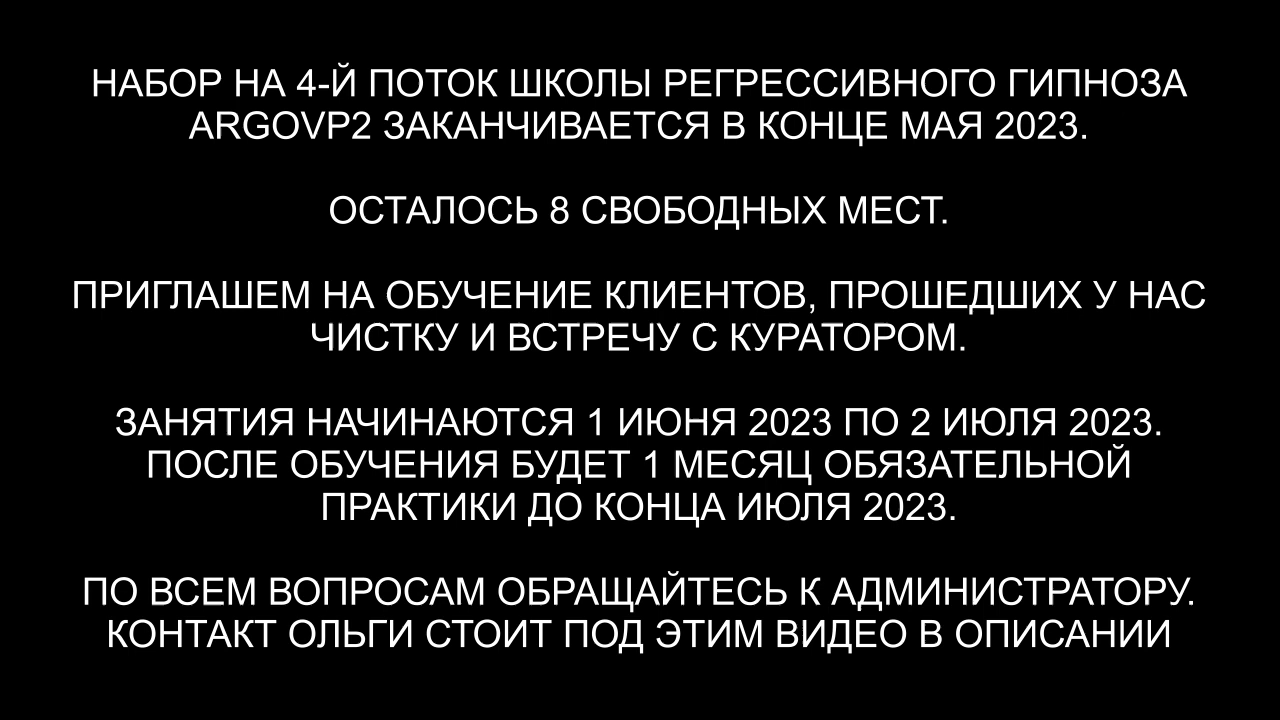 НАБОР НА 4-Й ПОТОК ШКОЛЫ РЕГРЕССИВНОГО ГИПНОЗА
ARGOVP2 ЗАКАНЧИВАЕТСЯ В КОНЦЕ МАЯ 2023.
ОСТАЛОСЬ 8 СВОБОДНЫХ МЕСТ.
ПРИГЛАШЕМ НА ОБУЧЕНИЕ КЛИЕНТОВ, ПРОШЕДШИХ У НАС
ЧИСТКУ И ВСТРЕЧУ С КУРАТОРОМ.
ЗАНЯТИЯ НАЧИНАЮТСЯ 1 ИЮНЯ 2023 ПО 2 ИЮЛЯ 2023.
ПОСЛЕ ОБУЧЕНИЯ БУДЕТ 1 МЕСЯЦ ОБЯЗАТЕЛЬНОЙ
ПРАКТИКИ ДО КОНЦА ИЮЛЯ 2023.
ПО ВСЕМ ВОПРОСАМ ОБРАЩАЙТЕСЬ К АДМИНИСТРАТОРУ.
КОНТАКТ ОЛЬГИ СТОИТ ПОД ЭТИМ ВИДЕО В ОПИСАНИИ